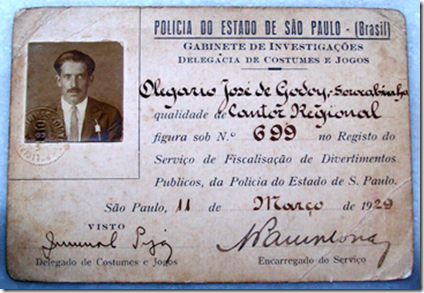 POLICIA DO ESTADO DE SÃO PAULO - (Brasil)
GABINETE DE INVESTIGAÇÕES
DELEGACIA DE COSTUMES E JOGOS
Olegario José de Godoy - Sorocabinha
qualidade de Cantor Regional
figura sob N.º 699 no Registo do
Serviço de Fiscalisação de Divertimentos
Publicos, da Policia do Estado de S. Paulo.
São Paulo, 11 de Março de 1929
VISTO
Delegado de Costumes e Jogos
Encarregado do Serviço